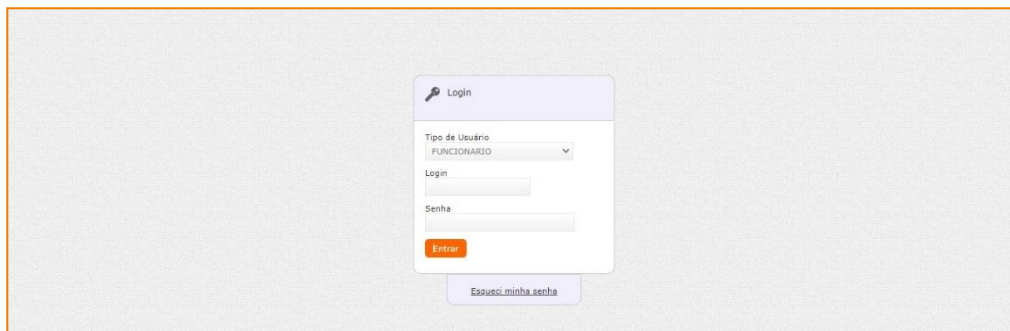 Login
Tipo de Usuário
FUNCIONARIO
Login
Senha
Entrar
Esqueci minha senha